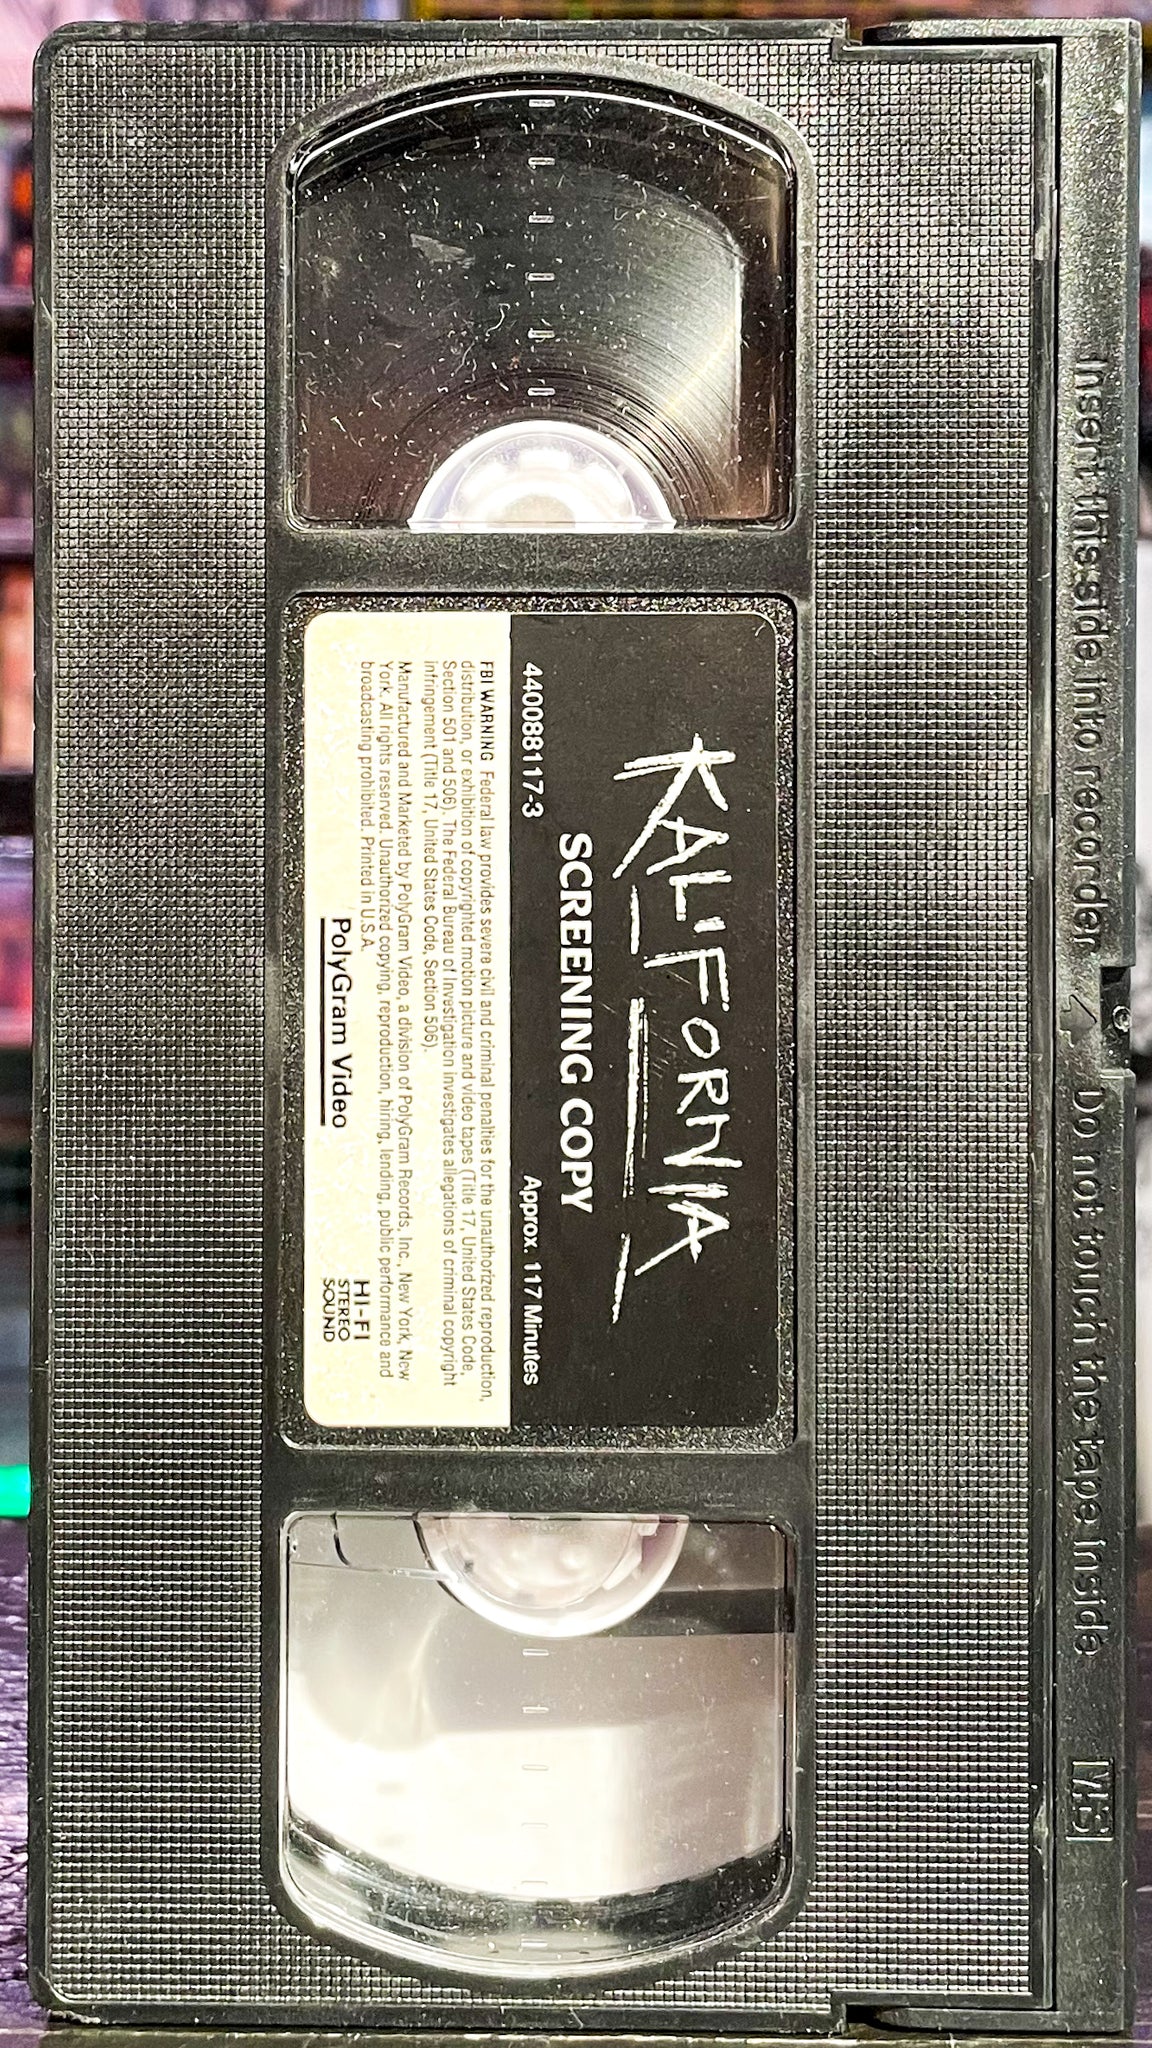 KALIFORNIA
SCREENING COPY
440088117-3
Approx. 117 Minutes
FBI WARNING Federal law provides severe civil and criminal penalties for the unauthorized reproduction,
distribution, or exhibition of copyrighted motion picture and video tapes (Title 17, United States Code,
Section 501 and 506). The Federal Bureau of Investigation investigates allegations of criminal copyright
infringement (Title 17, United States Code, Section 506).
Manufactured and Marketed by PolyGram Video, a division of PolyGram Records, Inc., New York, New
York. All rights reserved. Unauthorized copying, reproduction, hiring, lending, public performance and
broadcasting prohibited. Printed in U.S.A.
PolyGram Video
HI-FI
STEREO
SOUND
Insert this side into recorder
Do not touch the tape inside
VHS